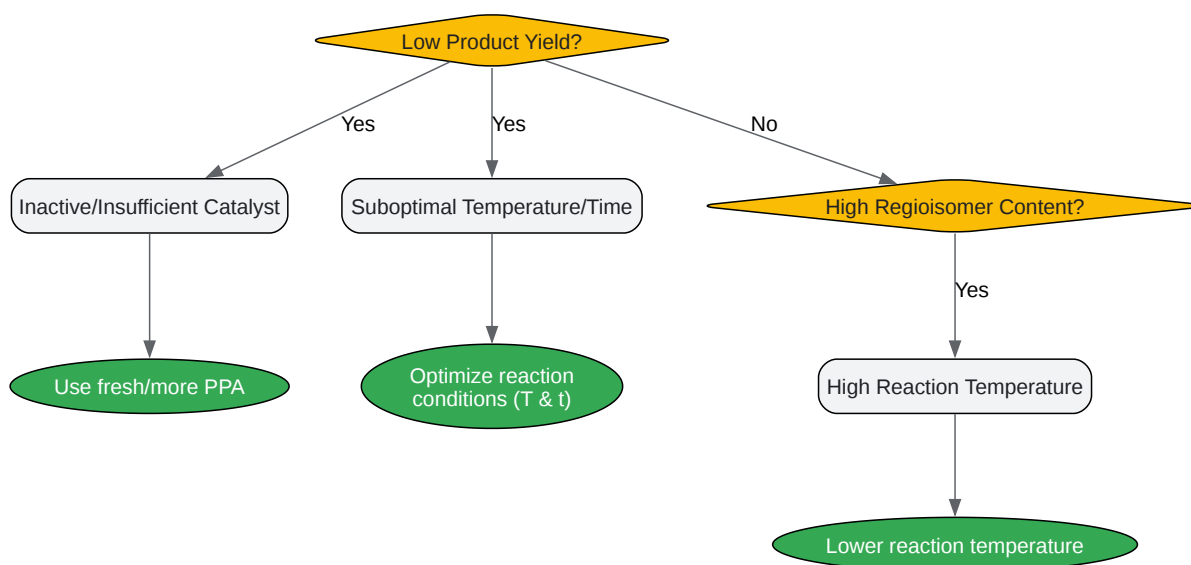 Low Product Yield?
Yes
Yes
No
Inactive/Insufficient Catalyst
Suboptimal Temperature/Time
High Regioisomer Content?
Yes
Use fresh/more PPA
Optimize reaction
conditions (T & t)
High Reaction Temperature
Lower reaction temperature